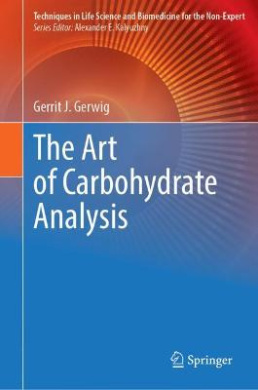 Techniques in Life Science and Biomedicine for the Non-Expert
Series Editor: Alexander E. Kalyuzhny
Gerrit J. Gerwig
The Art
of Carbohydrate
Analysis
Springer